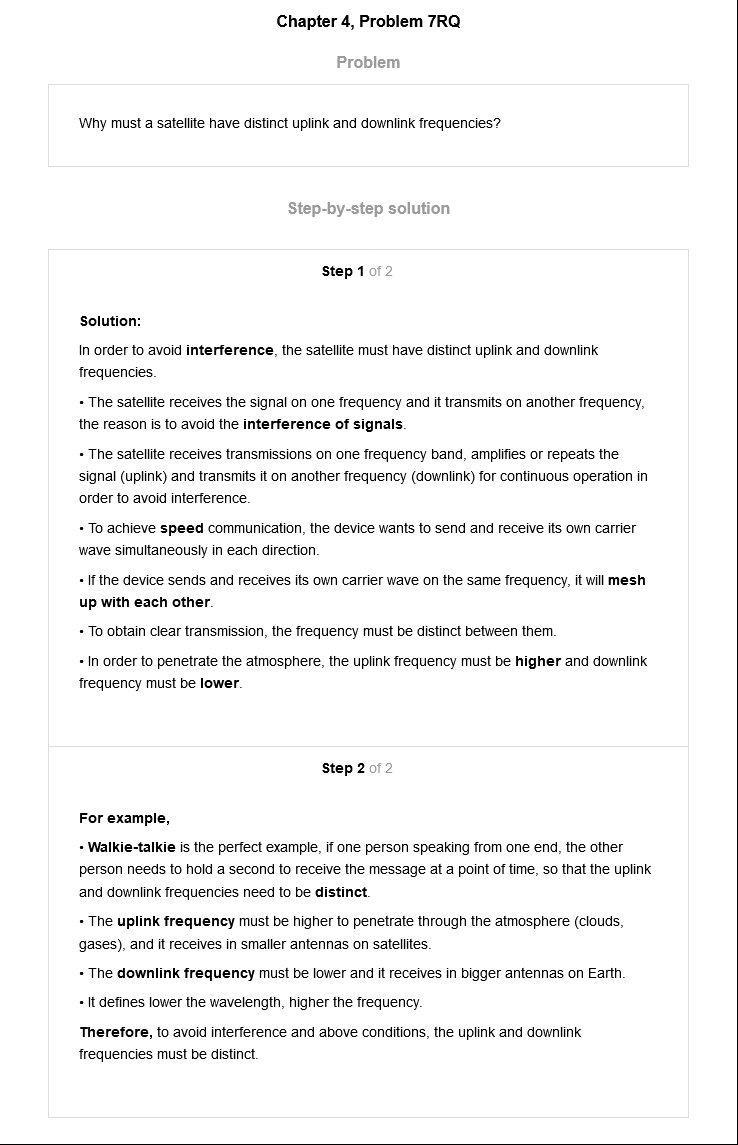 Chapter 4, Problem 7RQ
Problem
Why must a satellite have distinct uplink and downlink frequencies?
Step-by-step solution
Step 1 of 2
Solution:
In order to avoid interference, the satellite must have distinct uplink and downlink
frequencies.
• The satellite receives the signal on one frequency and it transmits on another frequency,
the reason is to avoid the interference of signals.
• The satellite receives transmissions on one frequency band, amplifies or repeats the
signal (uplink) and transmits it on another frequency (downlink) for continuous operation in
order to avoid interference.
• To achieve speed communication, the device wants to send and receive its own carrier
wave simultaneously in each direction.
• If the device sends and receives its own carrier wave on the same frequency, it will mesh
up with each other.
• To obtain clear transmission, the frequency must be distinct between them.
• In order to penetrate the atmosphere, the uplink frequency must be higher and downlink
frequency must be lower.
Step 2 of 2
For example,
• Walkie-talkie is the perfect example, if one person speaking from one end, the other
person needs to hold a second to receive the message at a point of time, so that the uplink
and downlink frequencies need to be distinct.
• The uplink frequency must be higher to penetrate through the atmosphere (clouds,
gases), and it receives in smaller antennas on satellites.
• The downlink frequency must be lower and it receives in bigger antennas on Earth.
• It defines lower the wavelength, higher the frequency.
Therefore, to avoid interference and above conditions, the uplink and downlink
frequencies must be distinct.